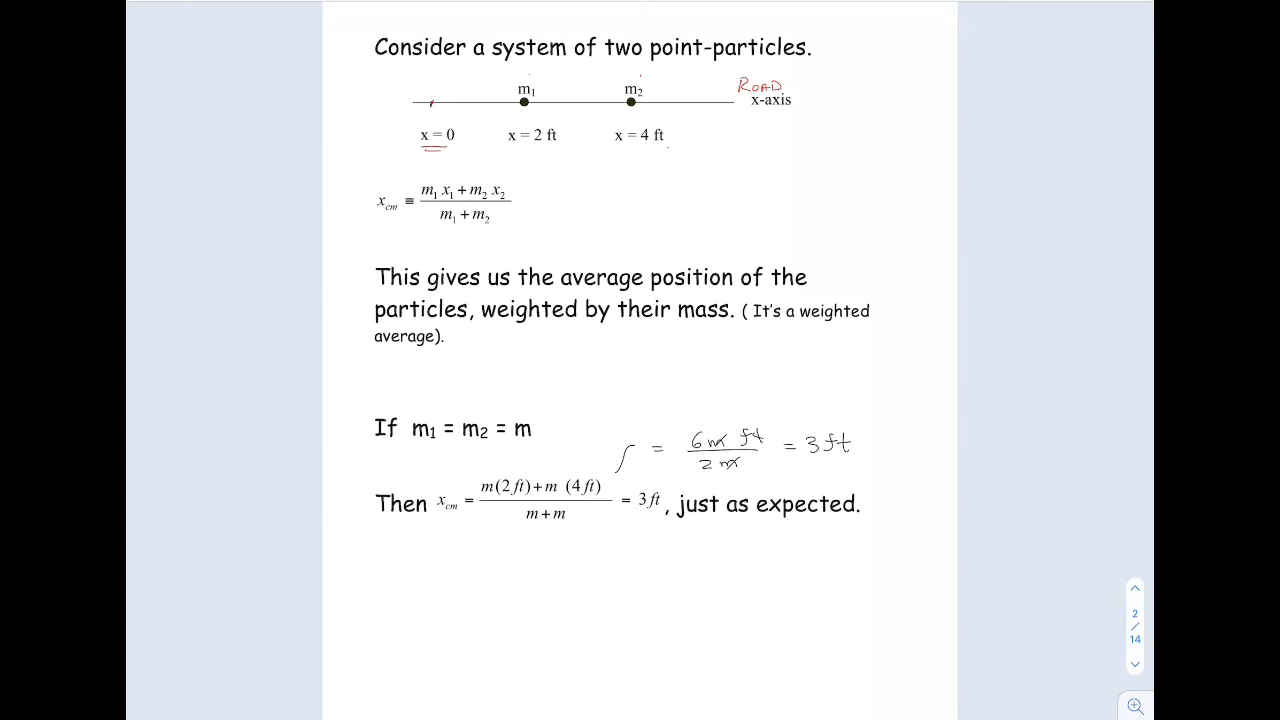 Consider a system of two point-particles.
ROAD
m₁ m₂ x-axis
x = 0 x = 2 ft x = 4 ft
x_cm ≡ (m₁ x₁ + m₂ x₂) / (m₁ + m₂)
This gives us the average position of the
particles, weighted by their mass. ( It's a weighted
average).
If m₁ = m₂ = m
= 6m ft / 2m = 3 ft
Then x_cm = (m(2 ft) + m (4 ft)) / (m + m) = 3 ft , just as expected.
2
/
14